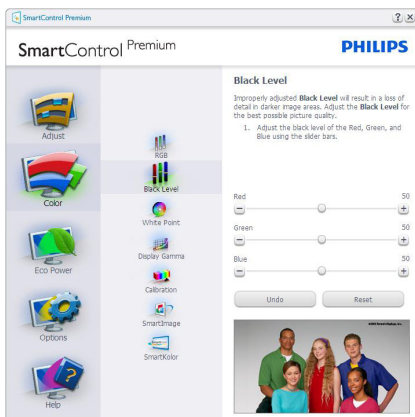 SmartControl Premium
SmartControl Premium
PHILIPS
Adjust
Color
Eco Power
Options
Help
RGB
Black Level
White Point
Display Gamma
Calibration
SmartImage
SmartKolor
Black Level
Improperly adjusted Black Level will result in a loss of
detail in darker image areas. Adjust the Black Level for
the best possible picture quality.
1. Adjust the black level of the Red, Green, and
Blue using the slider bars.
Red 50
Green 50
Blue 50
Undo Reset